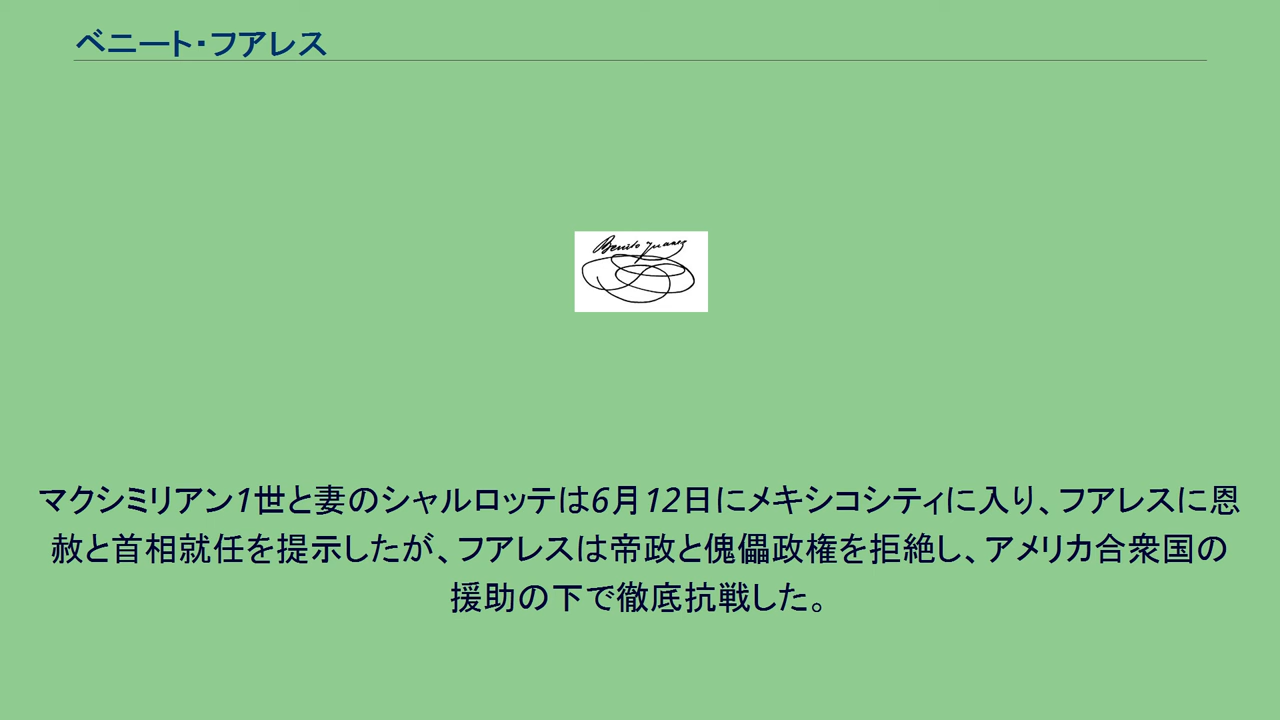 ベニート・フアレス
Benito Juarez
マクシミリアン1世と妻のシャルロッテは6月12日にメキシコシティに入り、フアレスに恩
赦と首相就任を提示したが、フアレスは帝政と傀儡政権を拒絶し、アメリカ合衆国の
援助の下で徹底抗戦した。